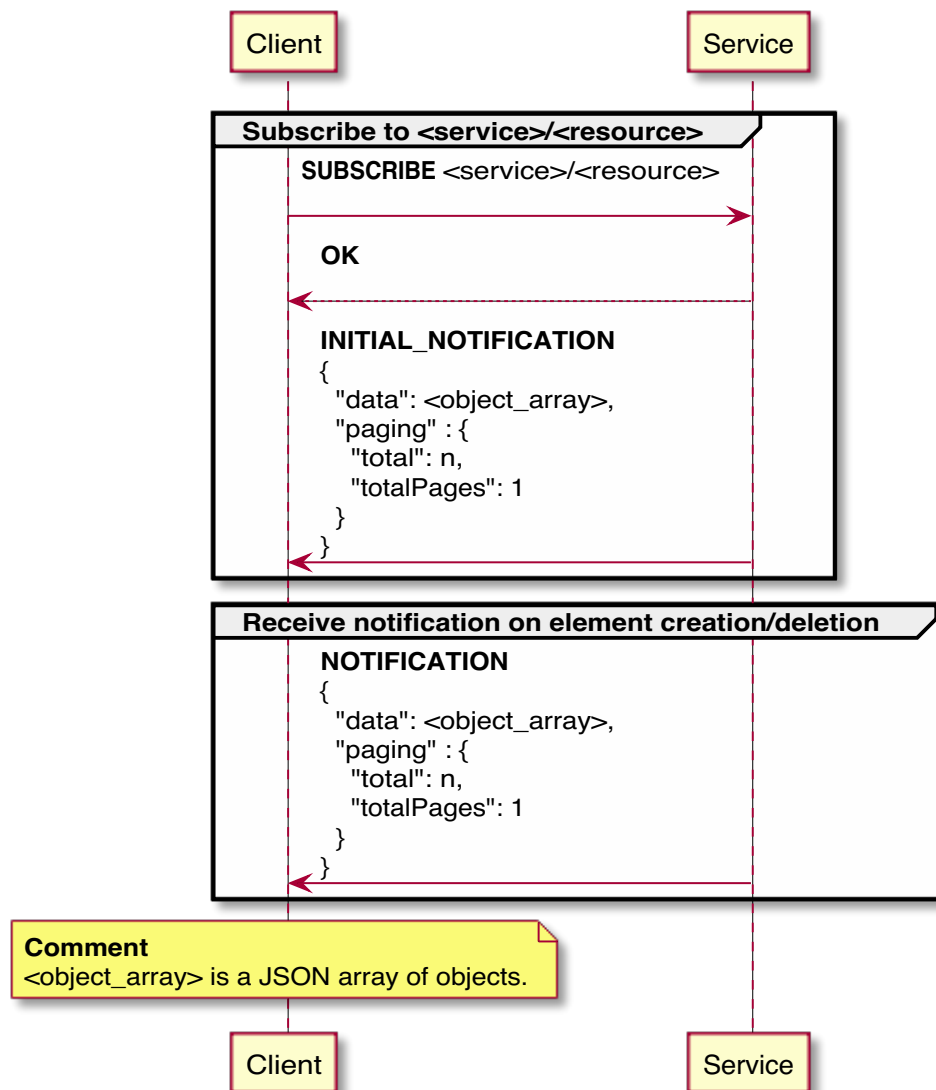 Client
Service
Subscribe to <service>/<resource>
SUBSCRIBE <service>/<resource>
OK
INITIAL_NOTIFICATION
{
"data": <object_array>,
"paging" : {
"total": n,
"totalPages": 1
}
}
Receive notification on element creation/deletion
NOTIFICATION
{
"data": <object_array>,
"paging" : {
"total": n,
"totalPages": 1
}
}
Comment
<object_array> is a JSON array of objects.
Client
Service